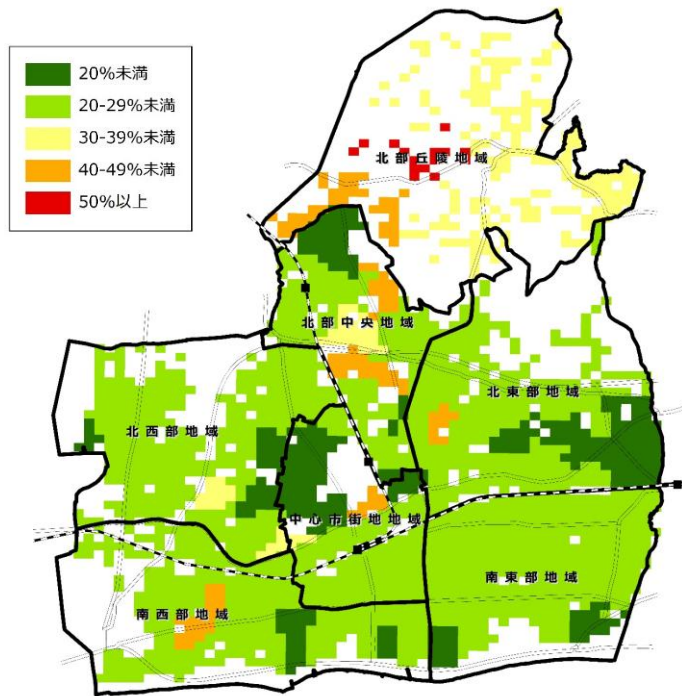 20%未満
20-29%未満
30-39%未満
40-49%未満
50%以上
北部丘陵地域
北部中央地域
北東部地域
北西部地域
中心市街地地域
南東部地域
南西部地域